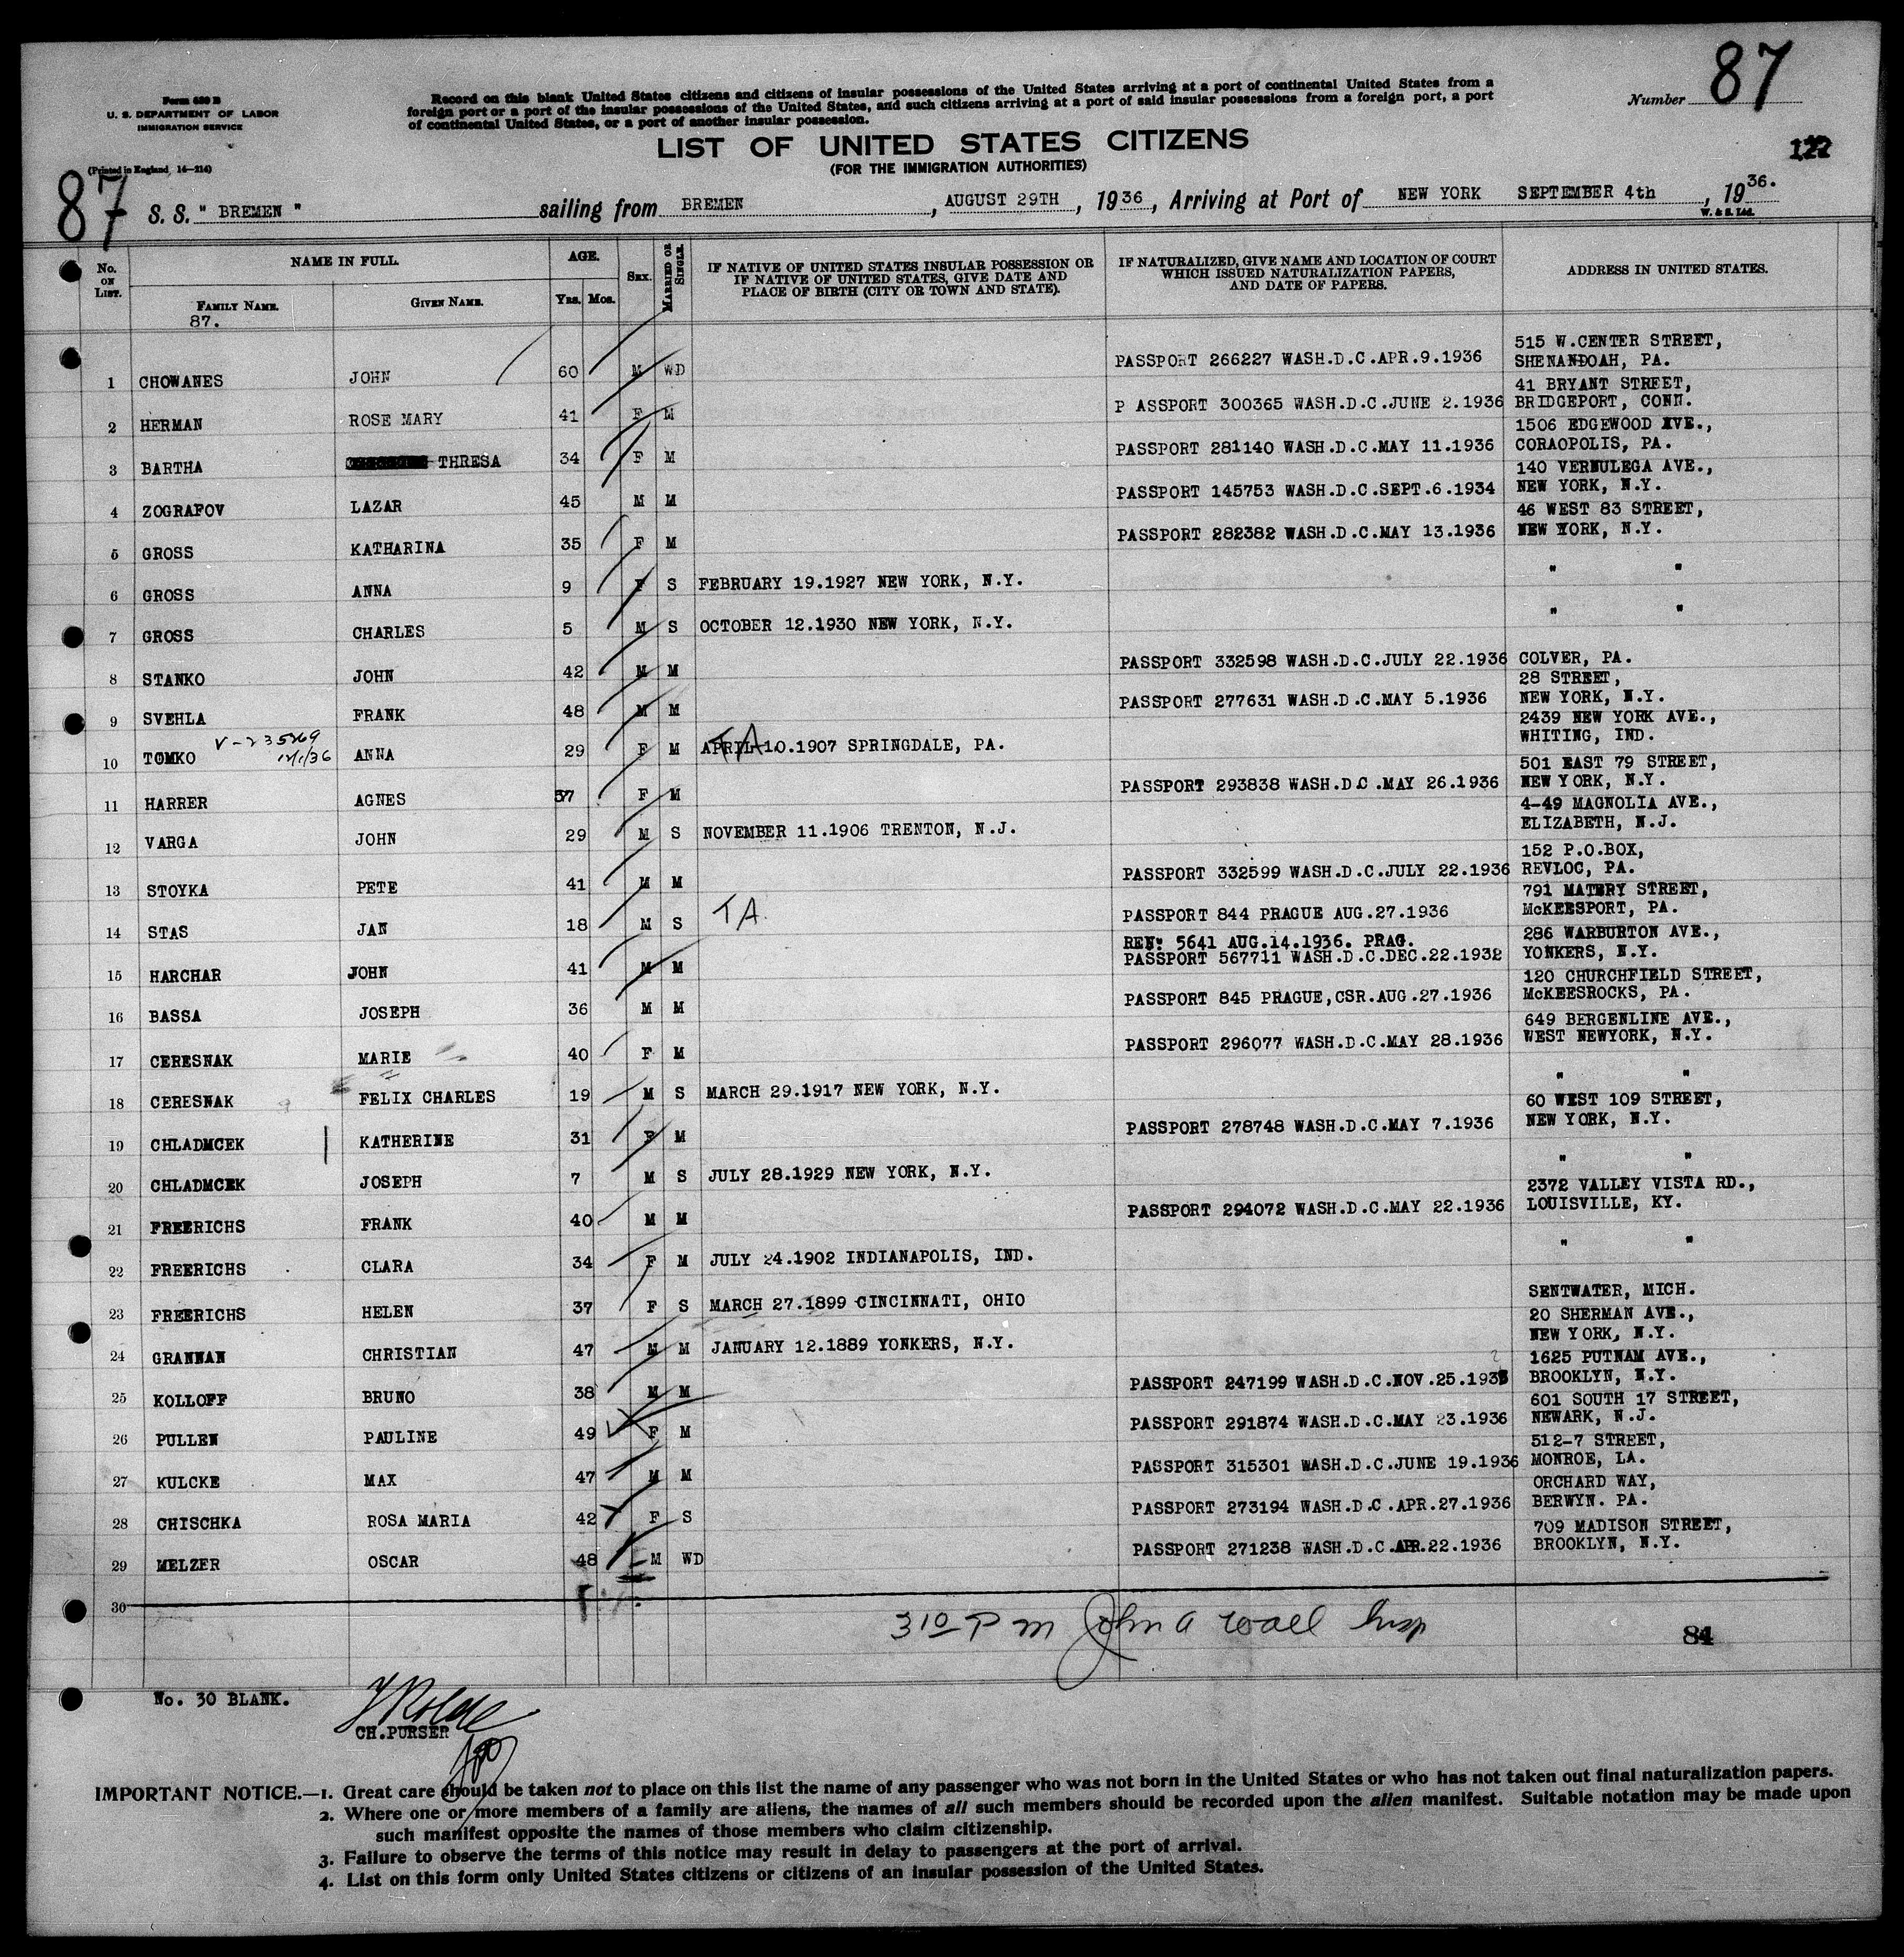 87
Form 630 B
U. S. DEPARTMENT OF LABOR
IMMIGRATION SERVICE
(Printed in England 14—214)
Record on this blank United States citizens and citizens of insular possessions of the United States arriving at a port of continental United States from a
foreign port or a port of the insular possessions of the United States, and such citizens arriving at a port of said insular possessions from a foreign port, a port
of continental United States, or a port of another insular possession.
Number 87
LIST OF UNITED STATES CITIZENS
(FOR THE IMMIGRATION AUTHORITIES)
122
S. S. " BREMEN " sailing from BREMEN, AUGUST 29TH, 1936, Arriving at Port of NEW YORK SEPTEMBER 4th, 1936.
W. & S. Ltd.
No. ON LIST. NAME IN FULL. AGE. SEX. MARRIED OR SINGLE. IF NATIVE OF UNITED STATES INSULAR POSSESSION OR IF NATIVE OF UNITED STATES, GIVE DATE AND PLACE OF BIRTH (CITY OR TOWN AND STATE). IF NATURALIZED, GIVE NAME AND LOCATION OF COURT WHICH ISSUED NATURALIZATION PAPERS, AND DATE OF PAPERS. ADDRESS IN UNITED STATES.
FAMILY NAME. GIVEN NAME. Yrs. Mos.
87.
1 CHOWANES JOHN 60 M WD PASSPORT 266227 WASH.D.C.APR.9.1936 515 W.CENTER STREET, SHENANDOAH, PA.
2 HERMAN ROSE MARY 41 F M P ASSPORT 300365 WASH.D.C.JUNE 2.1936 41 BRYANT STREET, BRIDGEPORT, CONN.
3 BARTHA THRESA 34 F M PASSPORT 281140 WASH.D.C.MAY 11.1936 1506 EDGEWOOD AVE., CORAOPOLIS, PA.
4 ZOGRAFOV LAZAR 45 M M PASSPORT 145753 WASH.D.C.SEPT.6.1934 140 VERNULEGA AVE., NEW YORK, N.Y.
5 GROSS KATHARINA 35 F M PASSPORT 282382 WASH.D.C.MAY 13.1936 46 WEST 83 STREET, NEW YORK, N.Y.
6 GROSS ANNA 9 F S FEBRUARY 19.1927 NEW YORK, N.Y. " "
7 GROSS CHARLES 5 M S OCTOBER 12.1930 NEW YORK, N.Y. " "
8 STANKO JOHN 42 M M PASSPORT 332598 WASH.D.C.JULY 22.1936 COLVER, PA.
9 SVEHLA FRANK 48 M M PASSPORT 277631 WASH.D.C.MAY 5.1936 28 STREET, NEW YORK, N.Y.
10 TOMKO V-235269 12/1/36 ANNA 29 F M TA APRIL 10.1907 SPRINGDALE, PA. 2439 NEW YORK AVE., WHITING, IND.
11 HARRER AGNES 37 F M PASSPORT 293838 WASH.D.C.MAY 26.1936 501 EAST 79 STREET, NEW YORK, N.Y.
12 VARGA JOHN 29 M S NOVEMBER 11.1906 TRENTON, N.J. 4-49 MAGNOLIA AVE., ELIZABETH, N.J.
13 STOYKA PETE 41 M M PASSPORT 332599 WASH.D.C.JULY 22.1936 152 P.O.BOX, REVLOC, PA.
14 STAS JAN 18 M S TA PASSPORT 844 PRAGUE AUG.27.1936 791 MATERY STREET, McKEESPORT, PA.
15 HARCHAR JOHN 41 M M REN: 5641 AUG.14.1936. PRAG. PASSPORT 567711 WASH.D.C.DEC.22.1932 286 WARBURTON AVE., YONKERS, N.Y.
16 BASSA JOSEPH 36 M M PASSPORT 845 PRAGUE,CSR.AUG.27.1936 120 CHURCHFIELD STREET, McKEESROCKS, PA.
17 CERESNAK MARIE 40 F M PASSPORT 296077 WASH.D.C.MAY 28.1936 649 BERGENLINE AVE., WEST NEWYORK, N.Y.
18 CERESNAK FELIX CHARLES 19 M S MARCH 29.1917 NEW YORK, N.Y. " "
19 CHLADMCEK KATHERINE 31 F M PASSPORT 278748 WASH.D.C.MAY 7.1936 60 WEST 109 STREET, NEW YORK, N.Y.
20 CHLADMCEK JOSEPH 7 M S JULY 28.1929 NEW YORK, N.Y. " "
21 FREERICHS FRANK 40 M M PASSPORT 294072 WASH.D.C.MAY 22.1936 2372 VALLEY VISTA RD., LOUISVILLE, KY.
22 FREERICHS CLARA 34 F M JULY 24.1902 INDIANAPOLIS, IND. " "
23 FREERICHS HELEN 37 F S MARCH 27.1899 CINCINNATI, OHIO SENTWATER, MICH.
24 GRANNAN CHRISTIAN 47 M M JANUARY 12.1889 YONKERS, N.Y. 20 SHERMAN AVE., NEW YORK, N.Y.
25 KOLLOFF BRUNO 38 M M PASSPORT 247199 WASH.D.C.NOV.25.1935 1625 PUTNAM AVE., BROOKLYN, N.Y.
26 PULLEN PAULINE 49 F M PASSPORT 291874 WASH.D.C.MAY 23.1936 601 SOUTH 17 STREET, NEWARK, N.J.
27 KULCKE MAX 47 M M PASSPORT 315301 WASH.D.C.JUNE 19.1936 512-7 STREET, MONROE, LA.
28 CHISCHKA ROSA MARIA 42 F S PASSPORT 273194 WASH.D.C.APR.27.1936 ORCHARD WAY, BERWYN. PA.
29 MELZER OSCAR 48 M WD PASSPORT 271238 WASH.D.C.APR.22.1936 709 MADISON STREET, BROOKLYN, N.Y.
30
310 P M John A Wall Insp
84
No. 30 BLANK.
CH.PURSER
IMPORTANT NOTICE.—1. Great care should be taken not to place on this list the name of any passenger who was not born in the United States or who has not taken out final naturalization papers.
2. Where one or more members of a family are aliens, the names of all such members should be recorded upon the alien manifest. Suitable notation may be made upon
such manifest opposite the names of those members who claim citizenship.
3. Failure to observe the terms of this notice may result in delay to passengers at the port of arrival.
4. List on this form only United States citizens or citizens of an insular possession of the United States.